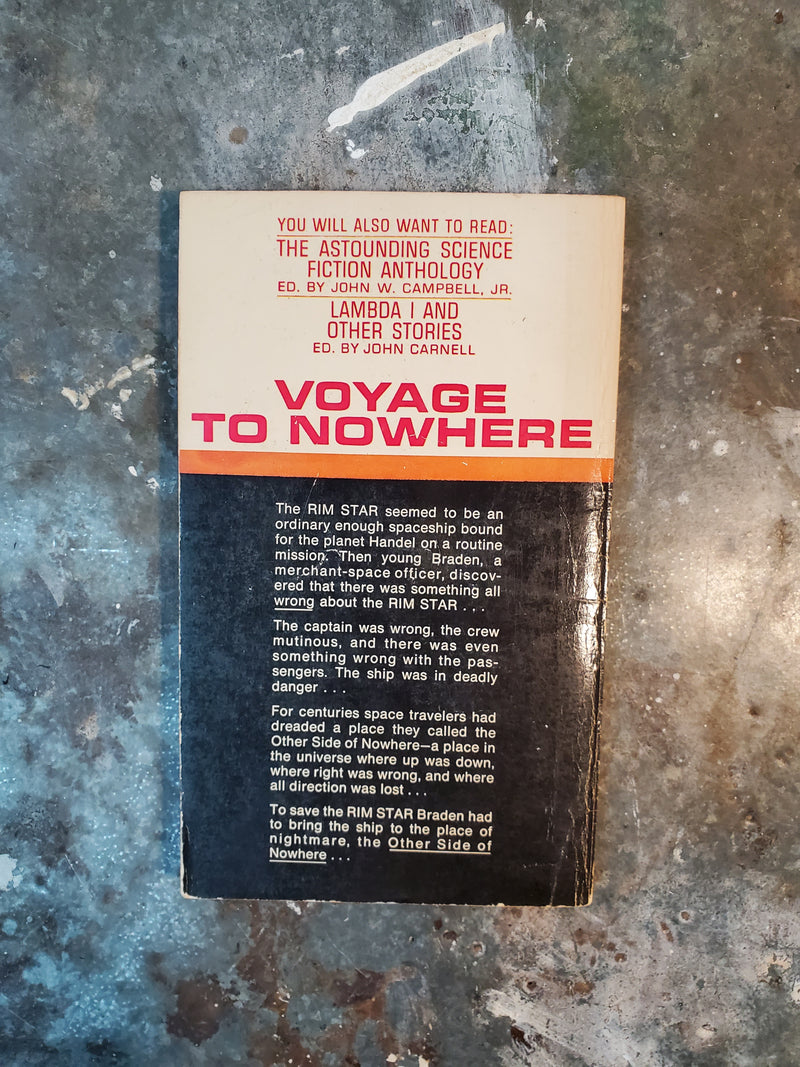 YOU WILL ALSO WANT TO READ:
THE ASTOUNDING SCIENCE
FICTION ANTHOLOGY
ED. BY JOHN W. CAMPBELL, JR.
LAMBDA I AND
OTHER STORIES
ED. BY JOHN CARNELL
VOYAGE
TO NOWHERE
The RIM STAR seemed to be an
ordinary enough spaceship bound
for the planet Handel on a routine
mission. Then young Braden, a
merchant-space officer, discov-
ered that there was something all
wrong about the RIM STAR . . .
The captain was wrong, the crew
mutinous, and there was even
something wrong with the pas-
sengers. The ship was in deadly
danger . . .
For centuries space travelers had
dreaded a place they called the
Other Side of Nowhere—a place in
the universe where up was down,
where right was wrong, and where
all direction was lost . . .
To save the RIM STAR Braden had
to bring the ship to the place of
nightmare, the Other Side of
Nowhere . . .